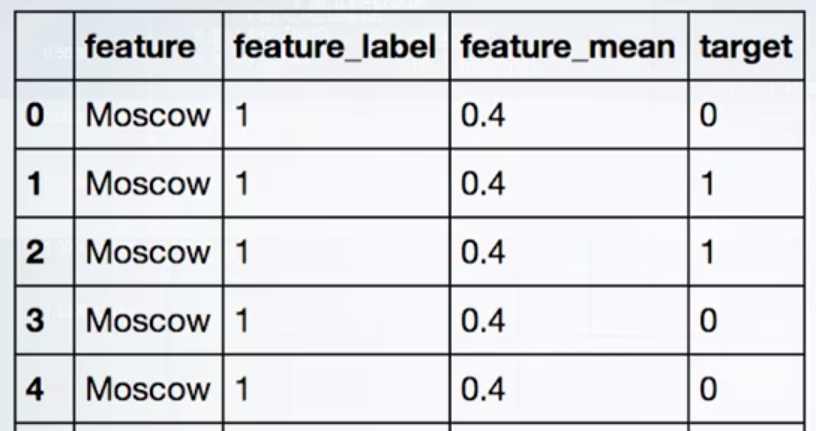 feature feature_label feature_mean target
0 Moscow 1 0.4 0
1 Moscow 1 0.4 1
2 Moscow 1 0.4 1
3 Moscow 1 0.4 0
4 Moscow 1 0.4 0